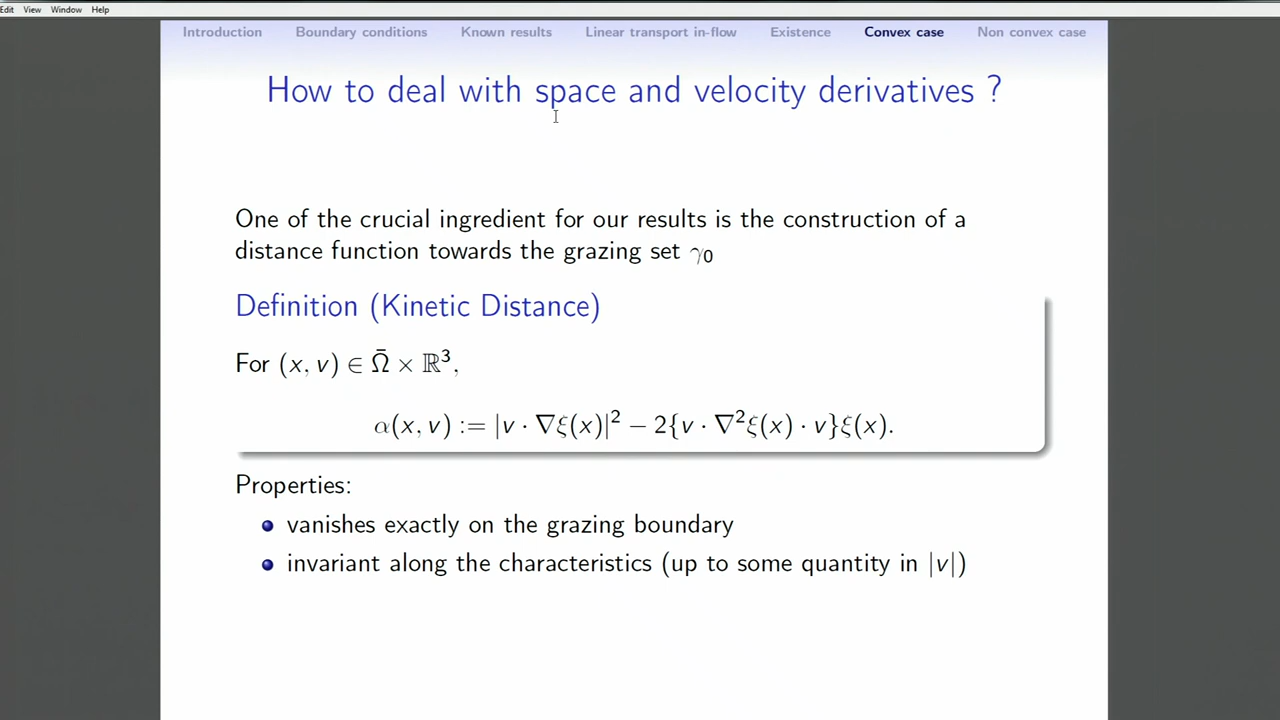 Edit View Window Help
Introduction Boundary conditions Known results Linear transport in-flow Existence Convex case Non convex case
How to deal with space and velocity derivatives ?
One of the crucial ingredient for our results is the construction of a
distance function towards the grazing set γ₀
Definition (Kinetic Distance)
For (x, v) ∈ Ω̄ × ℝ³,
α(x, v) := |v · ∇ξ(x)|² − 2{v · ∇²ξ(x) · v}ξ(x).
Properties:
vanishes exactly on the grazing boundary
invariant along the characteristics (up to some quantity in |v|)